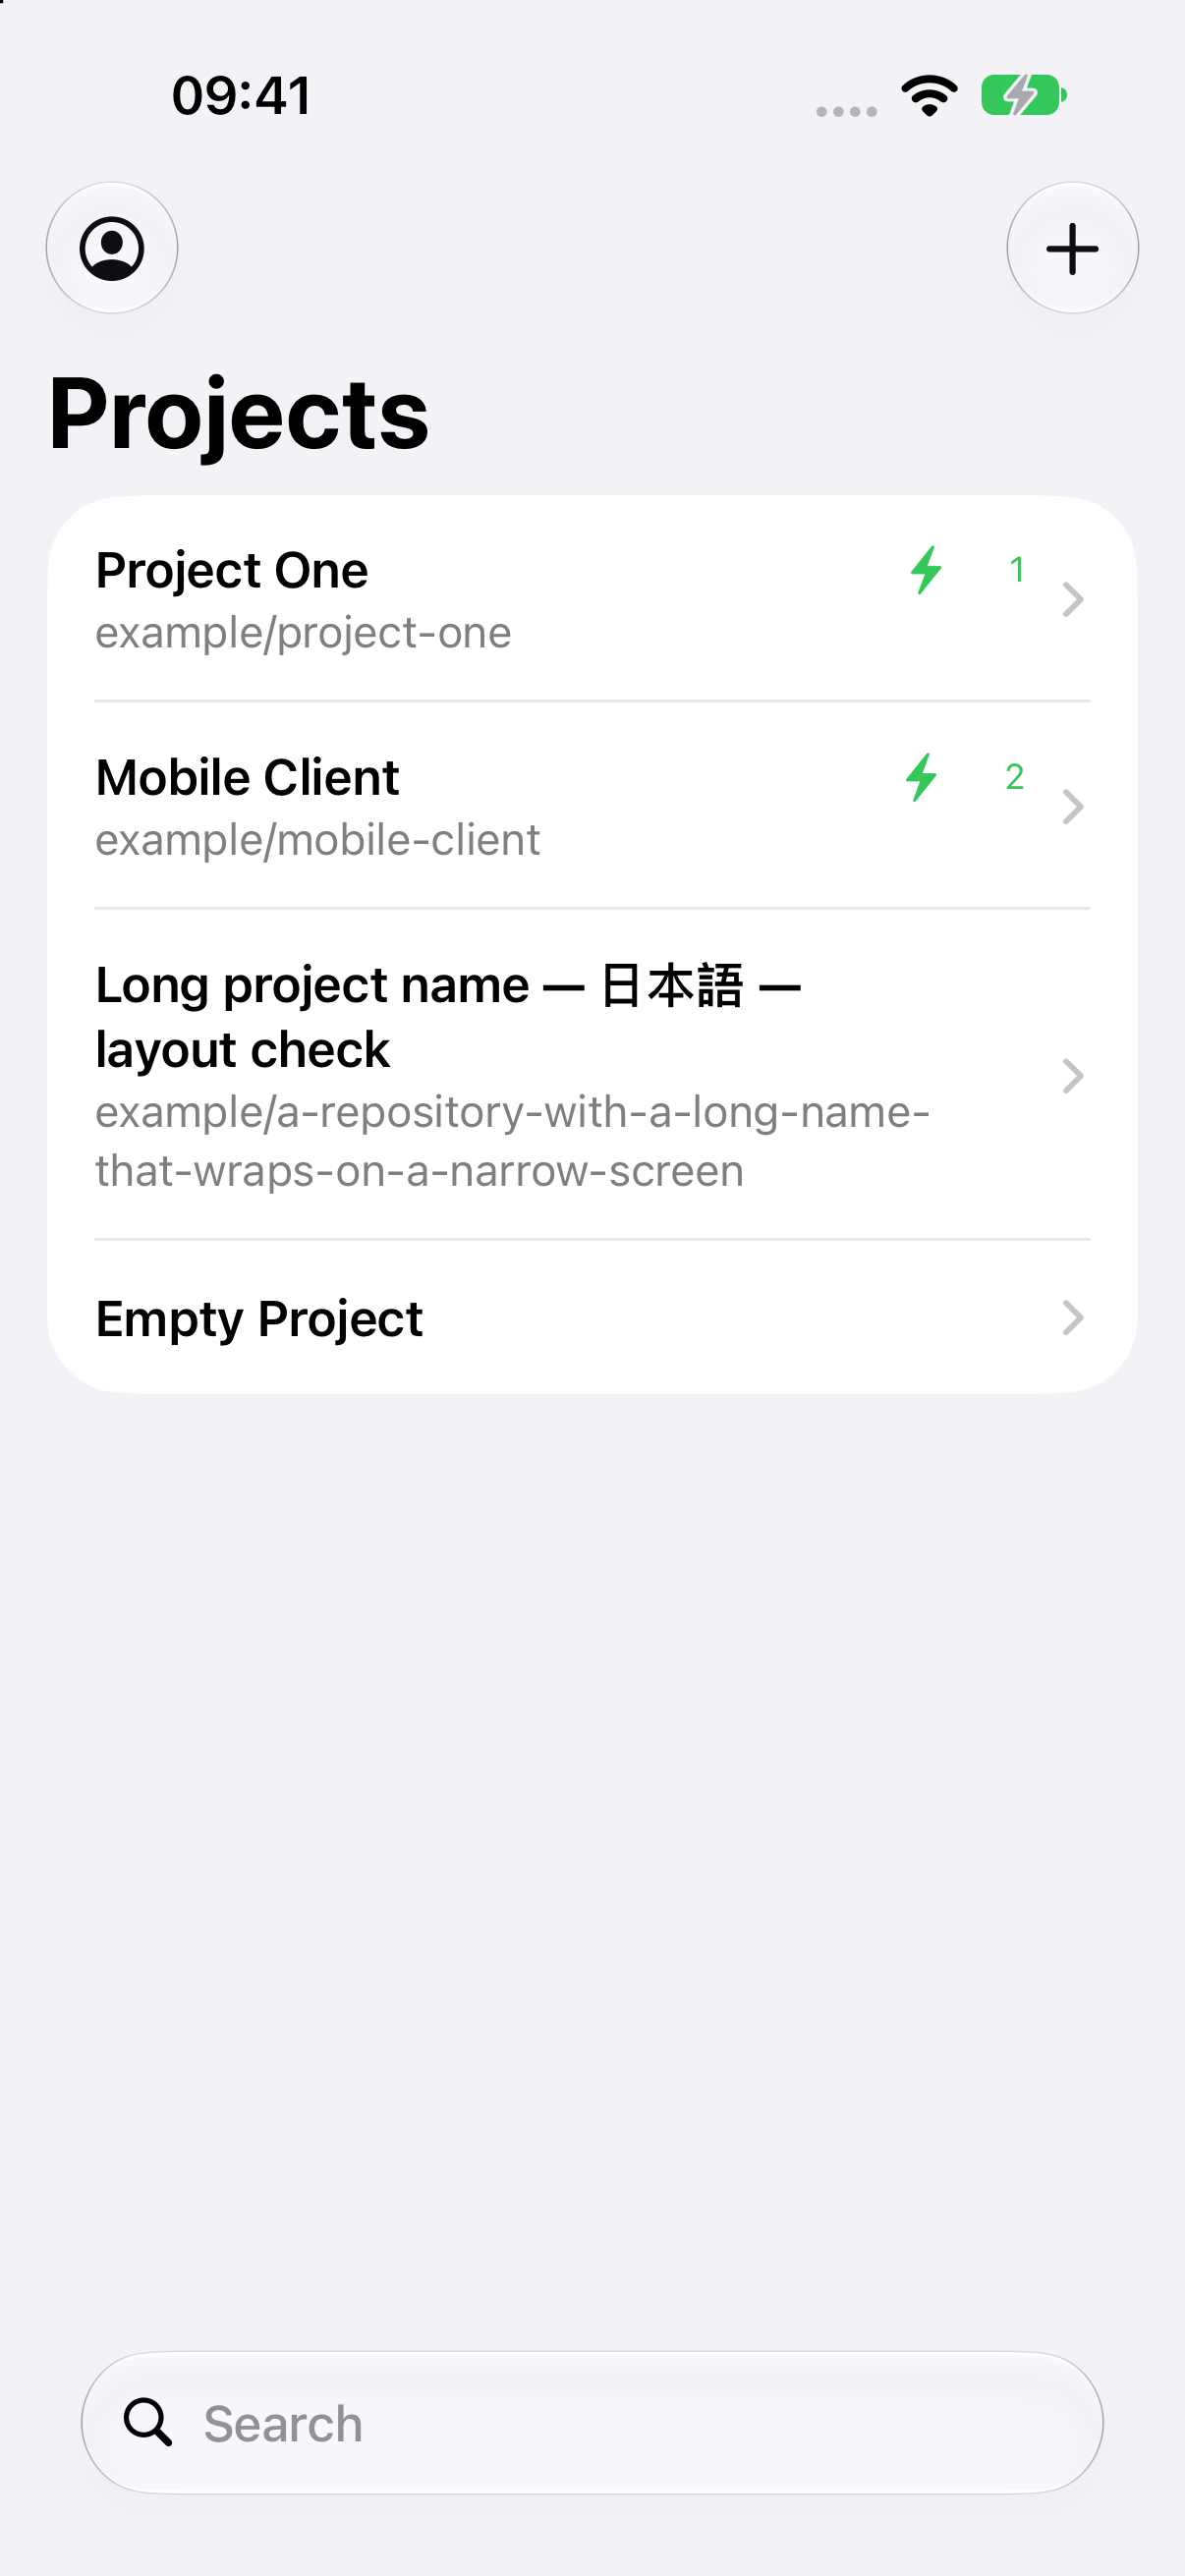 09:41
Projects
Project One
1
example/project-one
Mobile Client
2
example/mobile-client
Long project name — 日本語 —
layout check
example/a-repository-with-a-long-name-
that-wraps-on-a-narrow-screen
Empty Project
Search